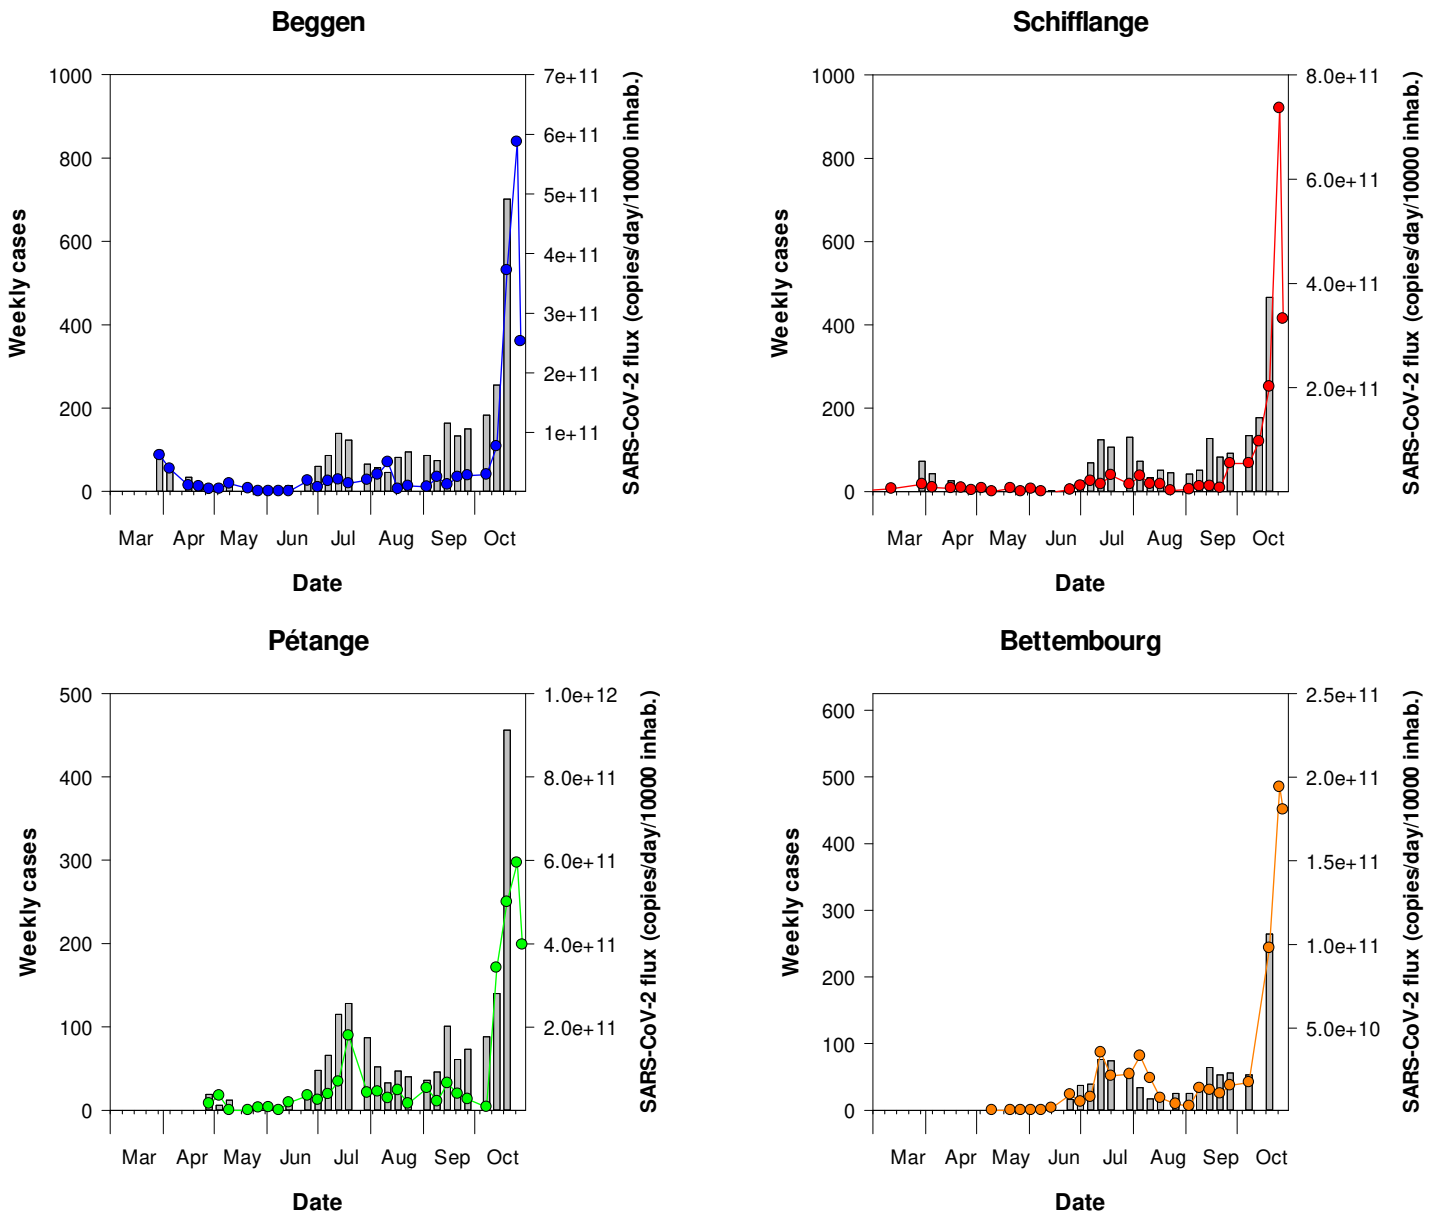 Beggen
1000
800
600
400
200
0
Weekly cases
7e+11
6e+11
5e+11
4e+11
3e+11
2e+11
1e+11
SARS-CoV-2 flux (copies/day/10000 inhab.)
Mar Apr May Jun Jul Aug Sep Oct
Date
Schifflange
1000
800
600
400
200
0
Weekly cases
8.0e+11
6.0e+11
4.0e+11
2.0e+11
SARS-CoV-2 flux (copies/day/10000 inhab.)
Mar Apr May Jun Jul Aug Sep Oct
Date
Pétange
500
400
300
200
100
0
Weekly cases
1.0e+12
8.0e+11
6.0e+11
4.0e+11
2.0e+11
SARS-CoV-2 flux (copies/day/10000 inhab.)
Mar Apr May Jun Jul Aug Sep Oct
Date
Bettembourg
600
500
400
300
200
100
0
Weekly cases
2.5e+11
2.0e+11
1.5e+11
1.0e+11
5.0e+10
SARS-CoV-2 flux (copies/day/10000 inhab.)
Mar Apr May Jun Jul Aug Sep Oct
Date